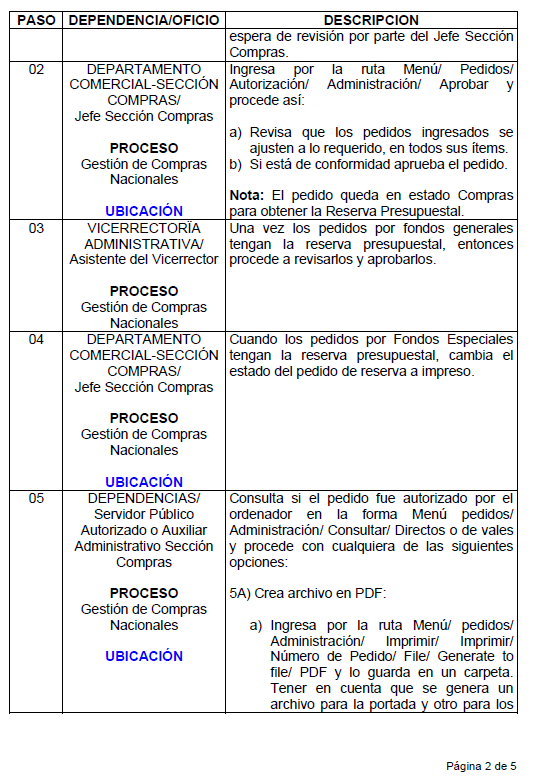 PASO DEPENDENCIA/OFICIO DESCRIPCION
espera de revisión por parte del Jefe Sección
Compras.
02 DEPARTAMENTO
COMERCIAL-SECCIÓN
COMPRAS/
Jefe Sección Compras
PROCESO
Gestión de Compras
Nacionales
UBICACIÓN
Ingresa por la ruta Menú/ Pedidos/
Autorización/ Administración/ Aprobar y
procede así:
a) Revisa que los pedidos ingresados se
ajusten a lo requerido, en todos sus ítems.
b) Si está de conformidad aprueba el pedido.
Nota: El pedido queda en estado Compras
para obtener la Reserva Presupuestal.
03 VICERRECTORÏA
ADMINISTRATIVA/
Asistente del Vicerrector
PROCESO
Gestión de Compras
Nacionales
Una vez los pedidos por fondos generales
tengan la reserva presupuestal, entonces
procede a revisarlos y aprobarlos.
04 DEPARTAMENTO
COMERCIAL-SECCIÓN
COMPRAS/
Jefe Sección Compras
PROCESO
Gestión de Compras
Nacionales
UBICACIÓN
Cuando los pedidos por Fondos Especiales
tengan la reserva presupuestal, cambia el
estado del pedido de reserva a impreso.
05 DEPENDENCIAS/
Servidor Público
Autorizado o Auxiliar
Administrativo Sección
Compras
PROCESO
Gestión de Compras
Nacionales
UBICACIÓN
Consulta si el pedido fue autorizado por el
ordenador en la forma Menú pedidos/
Administración/ Consultar/ Directos o de vales
y procede con cualquiera de las siguientes
opciones:
5A) Crea archivo en PDF:
a) Ingresa por la ruta Menú/ pedidos/
Administración/ Imprimir/ Imprimir/
Número de Pedido/ File/ Generate to
file/ PDF y lo guarda en un carpeta.
Tener en cuenta que se genera un
archivo para la portada y otro para los
Página 2 de 5